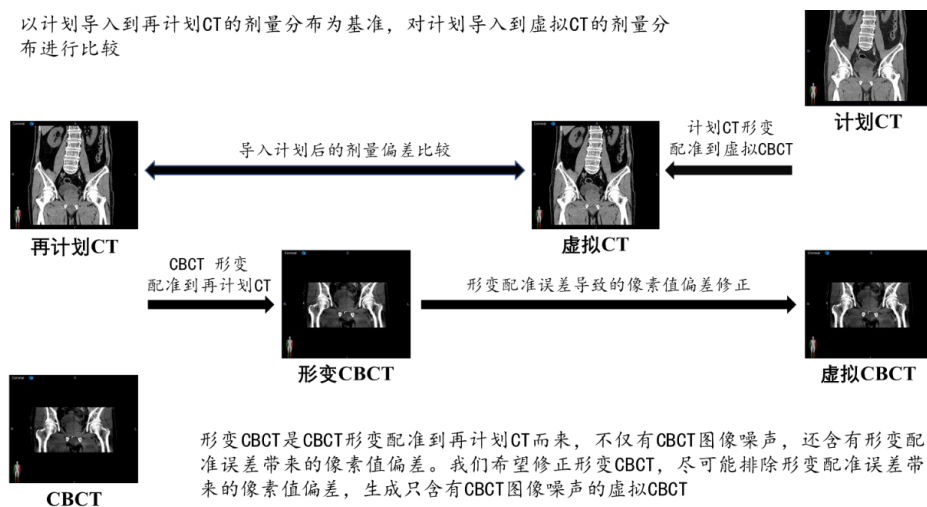 以计划导入到再计划CT的剂量分布为基准，对计划导入到虚拟CT的剂量分
布进行比较
计划CT
导入计划后的剂量偏差比较
计划CT形变
配准到虚拟CBCT
再计划CT
虚拟CT
CBCT 形变
配准到再计划CT
形变配准误差导致的像素值偏差修正
形变CBCT
虚拟CBCT
CBCT
形变CBCT是CBCT形变配准到再计划CT而来，不仅有CBCT图像噪声，还含有形变配
准误差带来的像素值偏差。我们希望修正形变CBCT，尽可能排除形变配准误差带
来的像素值偏差，生成只含有CBCT图像噪声的虚拟CBCT